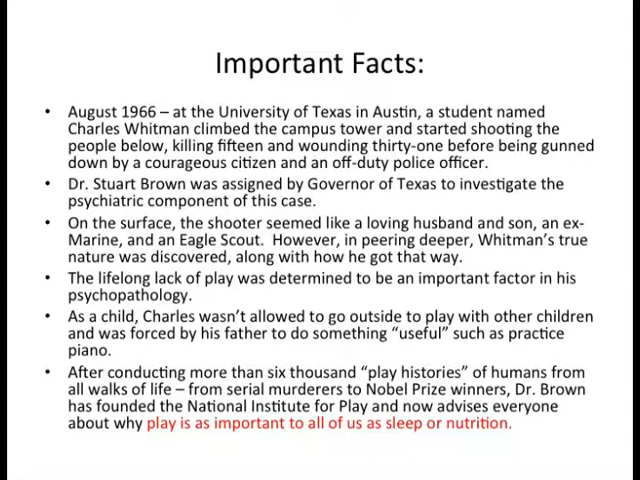 Important Facts:
• August 1966 – at the University of Texas in Austin, a student named
Charles Whitman climbed the campus tower and started shooting the
people below, killing fifteen and wounding thirty-one before being gunned
down by a courageous citizen and an off-duty police officer.
• Dr. Stuart Brown was assigned by Governor of Texas to investigate the
psychiatric component of this case.
• On the surface, the shooter seemed like a loving husband and son, an ex-
Marine, and an Eagle Scout.  However, in peering deeper, Whitman's true
nature was discovered, along with how he got that way.
• The lifelong lack of play was determined to be an important factor in his
psychopathology.
• As a child, Charles wasn't allowed to go outside to play with other children
and was forced by his father to do something "useful" such as practice
piano.
• After conducting more than six thousand "play histories" of humans from
all walks of life – from serial murderers to Nobel Prize winners, Dr. Brown
has founded the National Institute for Play and now advises everyone
about why play is as important to all of us as sleep or nutrition.